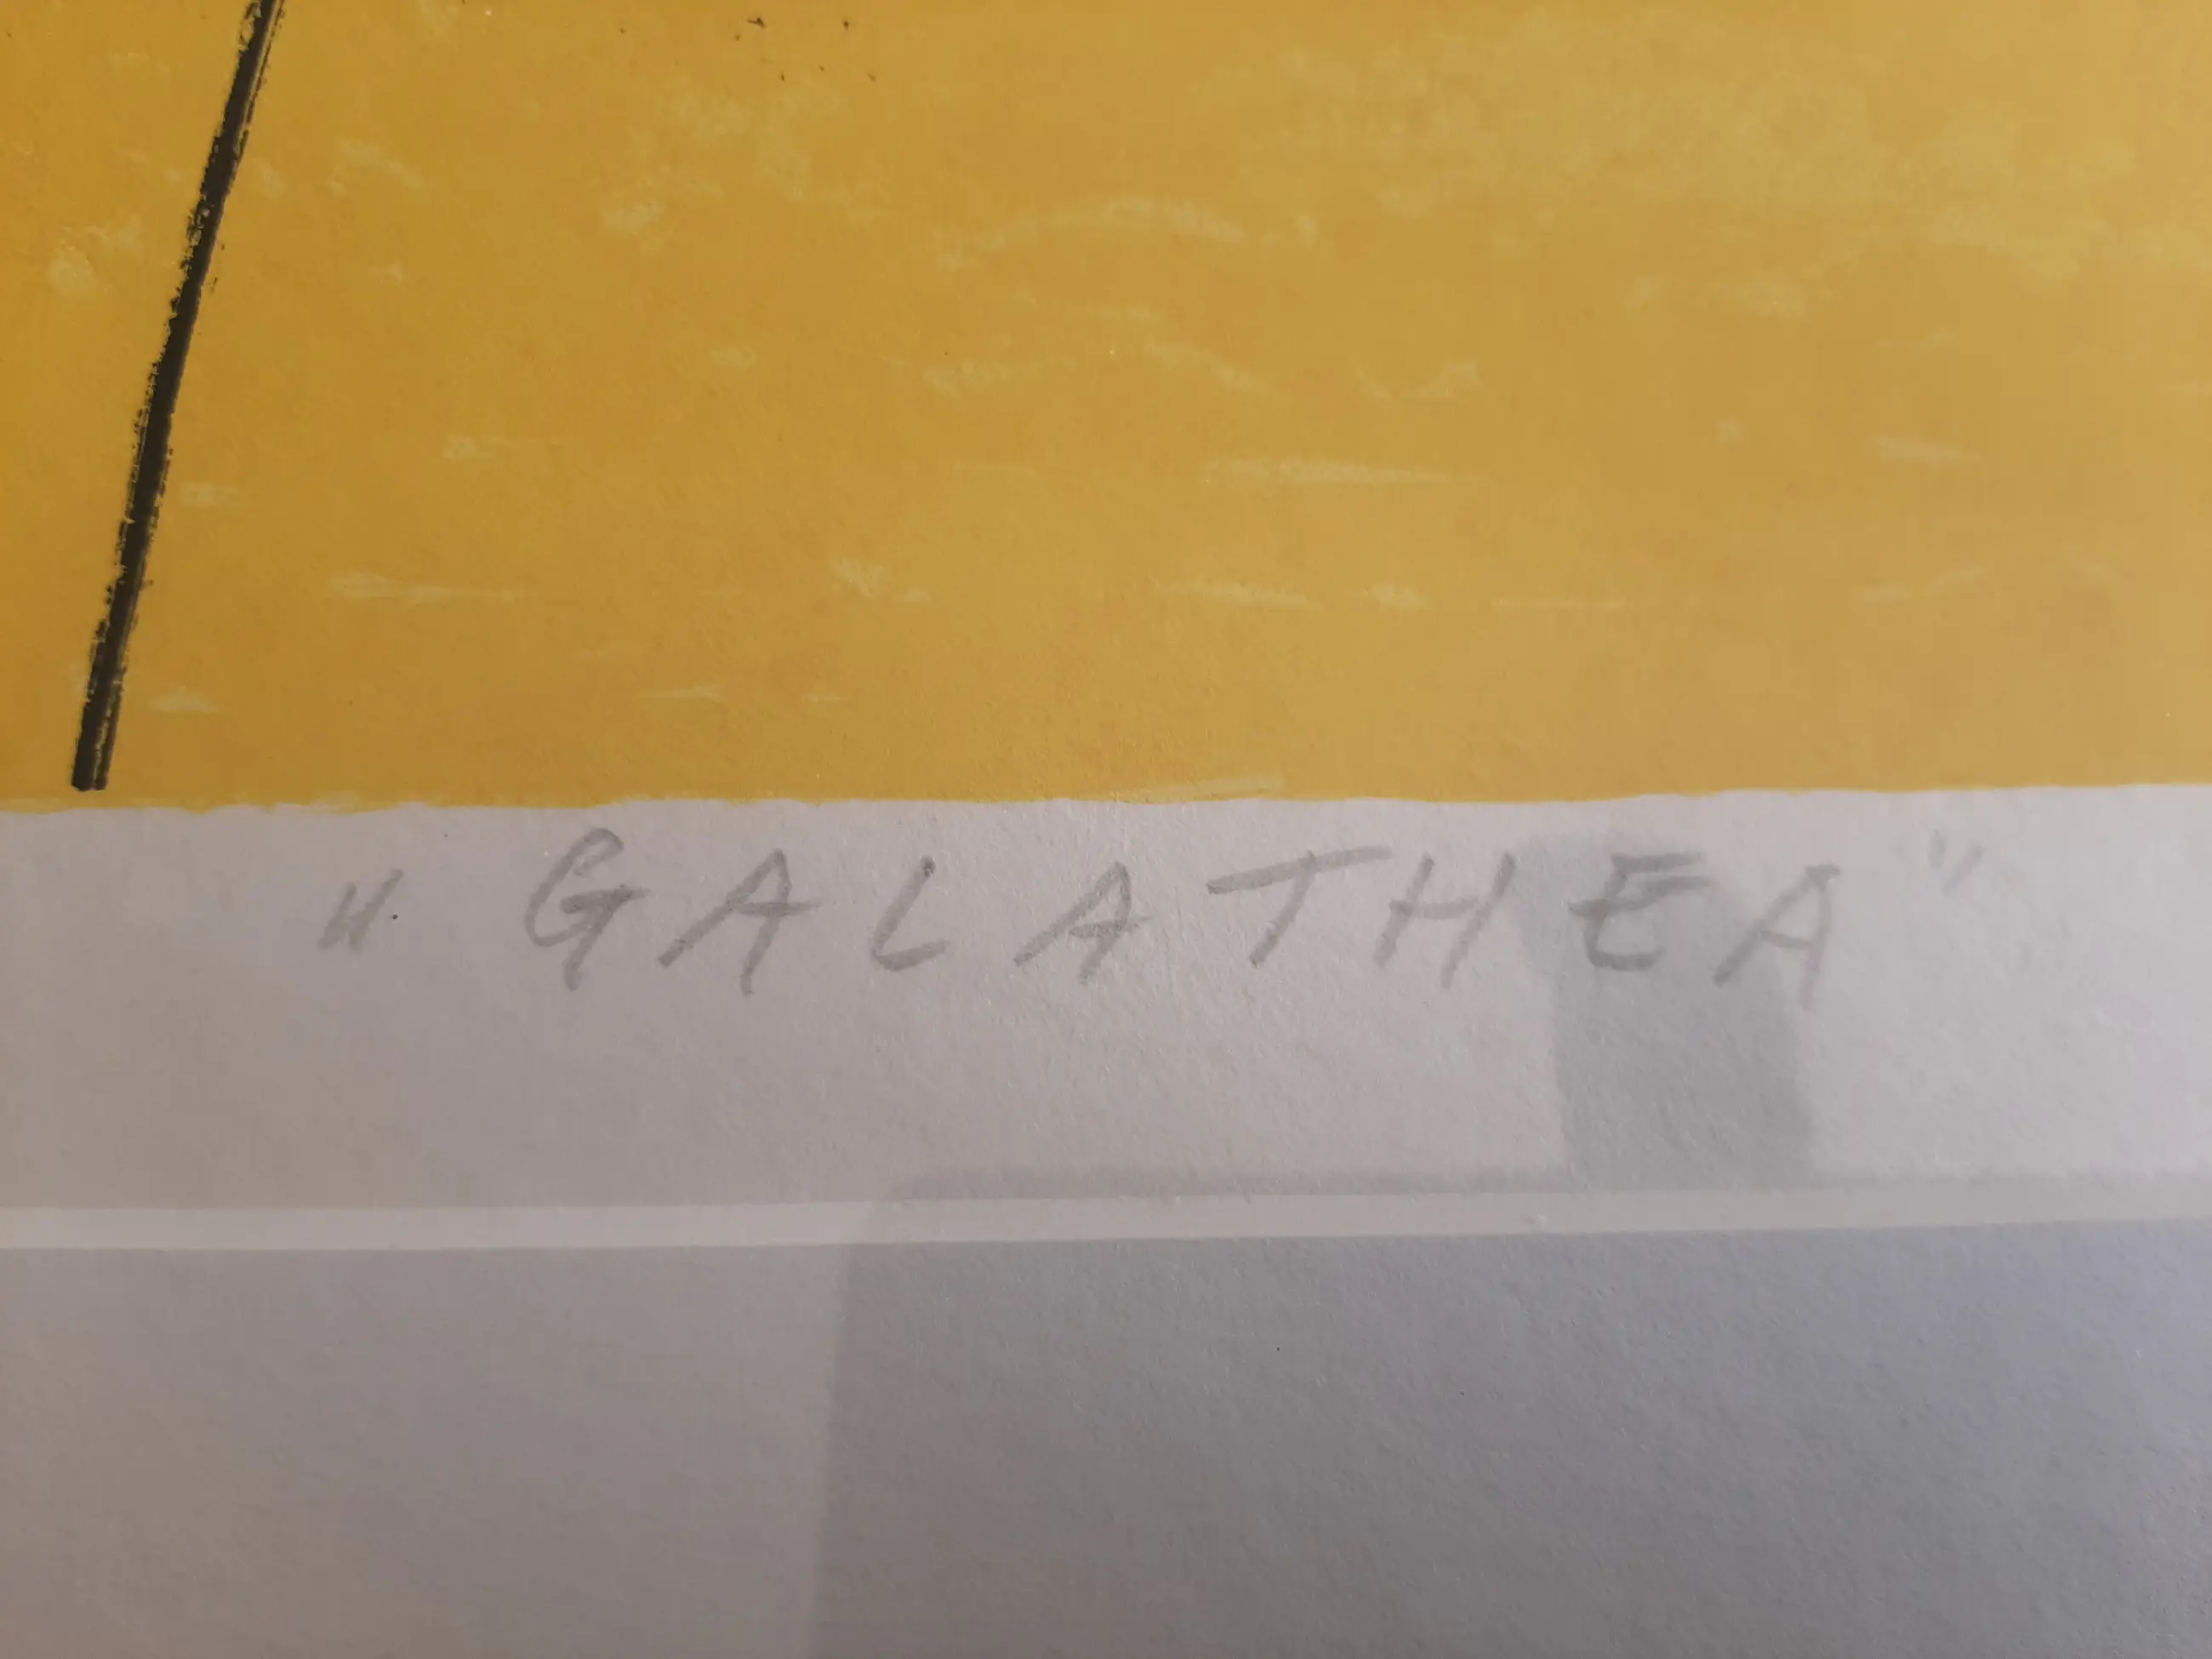 „ GALATHEA "